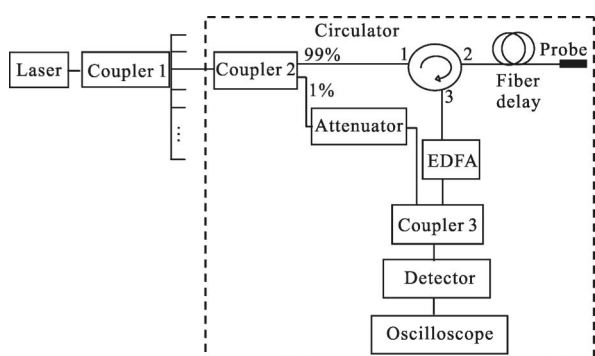 Circulator
Laser
Coupler 1
Coupler 2
99%
1
2
3
Probe
Fiber
delay
1%
Attenuator
EDFA
⋮
Coupler 3
Detector
Oscilloscope